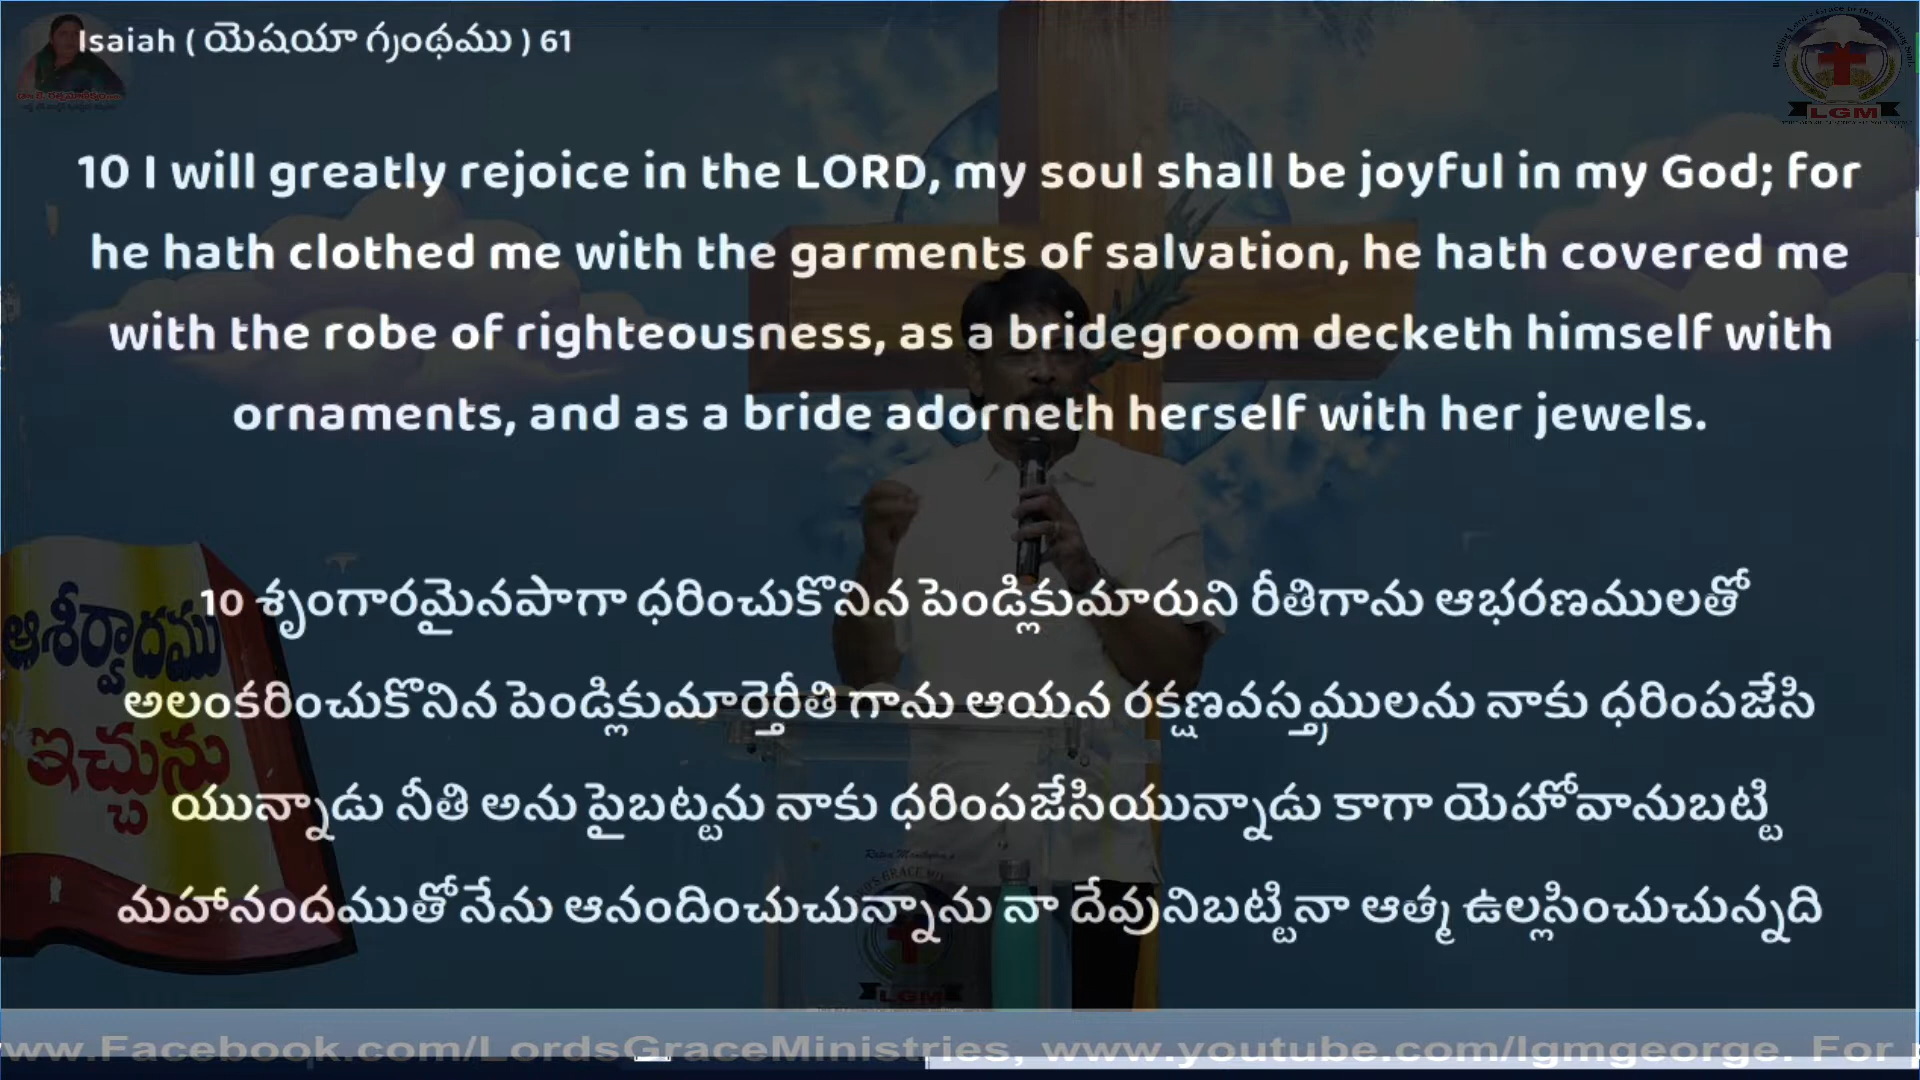 Isaiah ( యెషయా గ్రంథము ) 61
10 I will greatly rejoice in the LORD, my soul shall be joyful in my God; for
he hath clothed me with the garments of salvation, he hath covered me
with the robe of righteousness, as a bridegroom decketh himself with
ornaments, and as a bride adorneth herself with her jewels.
10 శృంగారమైనపాగా ధరించుకొనిన పెండ్లికుమారుని రీతిగాను ఆభరణములతో
అలంకరించుకొనిన పెండ్లికుమార్తెరీతి గాను ఆయన రక్షణవస్త్రములను నాకు ధరింపజేసి
యున్నాడు నీతి అను పైబట్టను నాకు ధరింపజేసియున్నాడు కాగా యెహోవానుబట్టి
మహానందముతోనేను ఆనందించుచున్నాను నా దేవునిబట్టి నా ఆత్మ ఉల్లసించుచున్నది
ఆశీర్వాదము
ఇచ్చును
LGM
LGM
ww.Facebook.com/LordsGraceMinistries, www.youtube.com/lgmgeorge. For